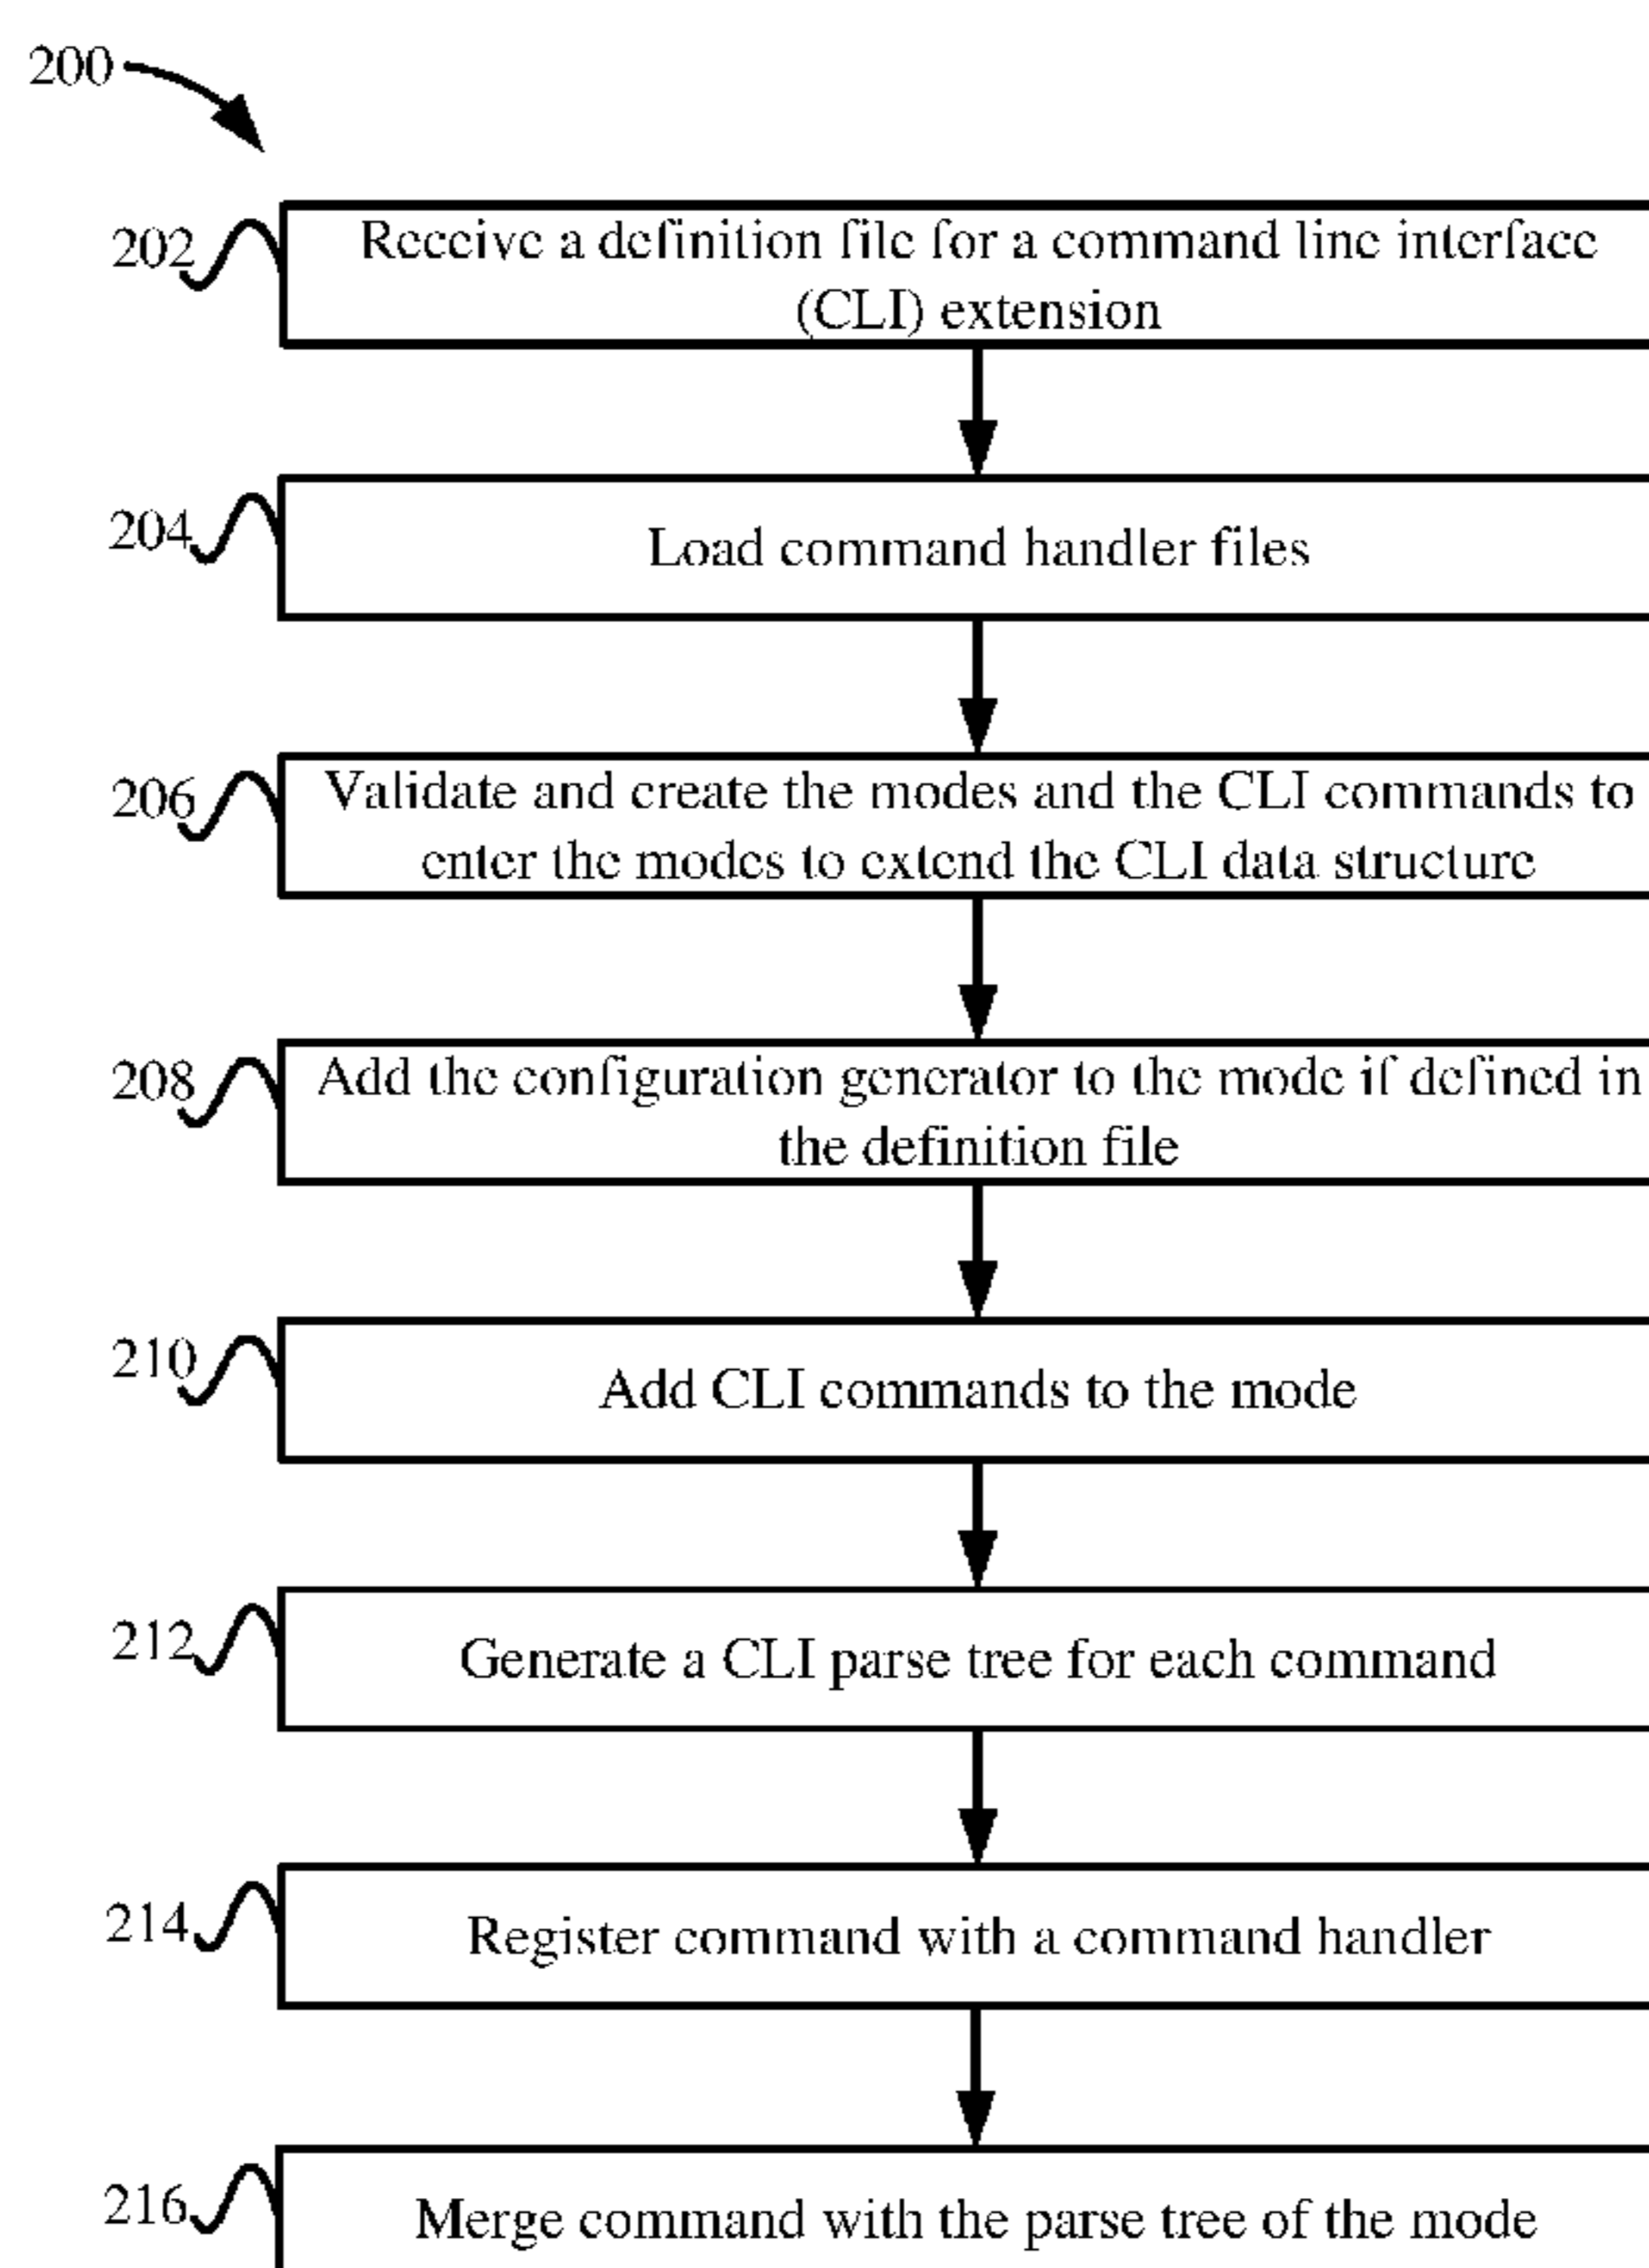 200
202
Receive a definition file for a command line interface
(CLI) extension
204
Load command handler files
206
Validate and create the modes and the CLI commands to
enter the modes to extend the CLI data structure
208
Add the configuration generator to the mode if defined in
the definition file
210
Add CLI commands to the mode
212
Generate a CLI parse tree for each command
214
Register command with a command handler
216
Merge command with the parse tree of the mode